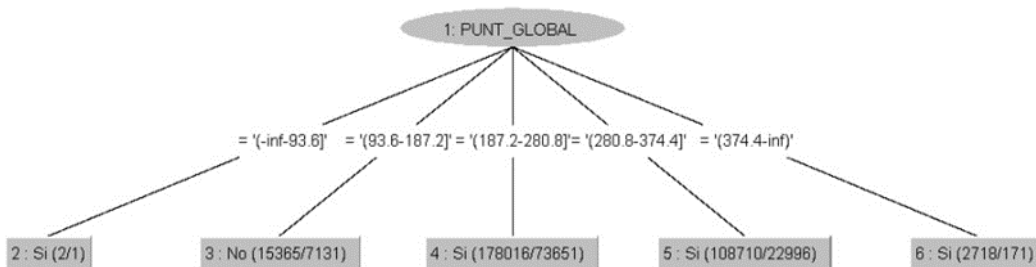 1: PUNT_GLOBAL
= '(-inf-93.6]' = '(93.6-187.2]' = '(187.2-280.8]'= '(280.8-374.4]' = '(374.4-inf)'
2 : Si (2/1) 3 : No (15365/7131) 4 : Si (178016/73651) 5 : Si (108710/22996) 6 : Si (2718/171)